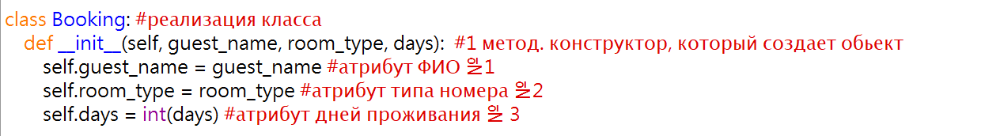 class Booking: #реализация класса
def __init__(self, guest_name, room_type, days): #1 метод. конструктор, который создает обьект
self.guest_name = guest_name #атрибут ФИО №1
self.room_type = room_type #атрибут типа номера №2
self.days = int(days) #атрибут дней проживания № 3